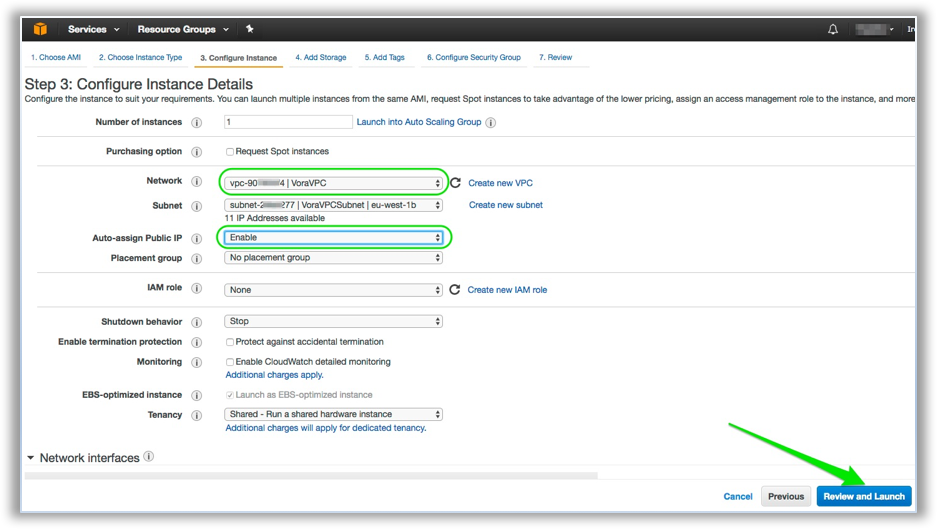 Services Resource Groups
1. Choose AMI 2. Choose Instance Type 3. Configure Instance 4. Add Storage 5. Add Tags 6. Configure Security Group 7. Review
Step 3: Configure Instance Details
Configure the instance to suit your requirements. You can launch multiple instances from the same AMI, request Spot instances to take advantage of the lower pricing, assign an access management role to the instance, and more
Number of instances 1 Launch into Auto Scaling Group
Purchasing option Request Spot instances
Network vpc-90 4 | VoraVPC Create new VPC
Subnet subnet-2 277 | VoraVPCSubnet | eu-west-1b Create new subnet
11 IP Addresses available
Auto-assign Public IP Enable
Placement group No placement group
IAM role None Create new IAM role
Shutdown behavior Stop
Enable termination protection Protect against accidental termination
Monitoring Enable CloudWatch detailed monitoring
Additional charges apply.
EBS-optimized instance Launch as EBS-optimized instance
Tenancy Shared - Run a shared hardware instance
Additional charges will apply for dedicated tenancy.
Network interfaces
Cancel Previous Review and Launch